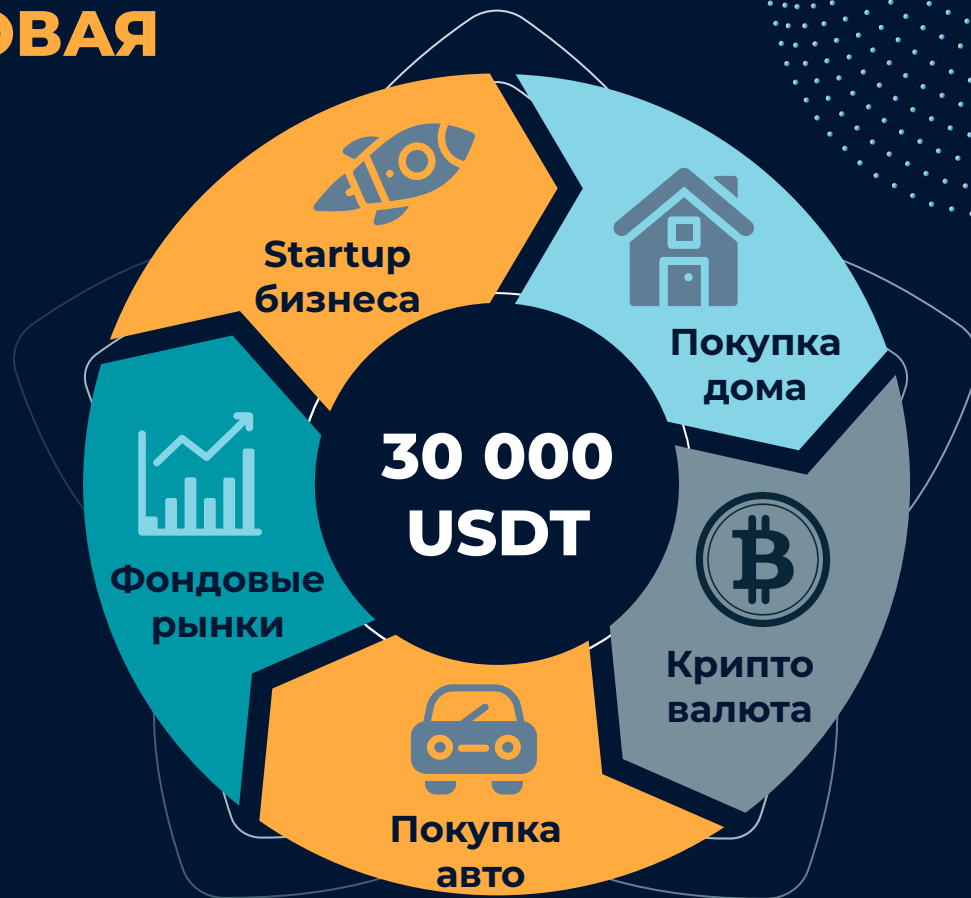 ОВАЯ
Startup
бизнеса
Покупка
дома
30 000
USDT
Фондовые
рынки
Крипто
валюта
Покупка
авто